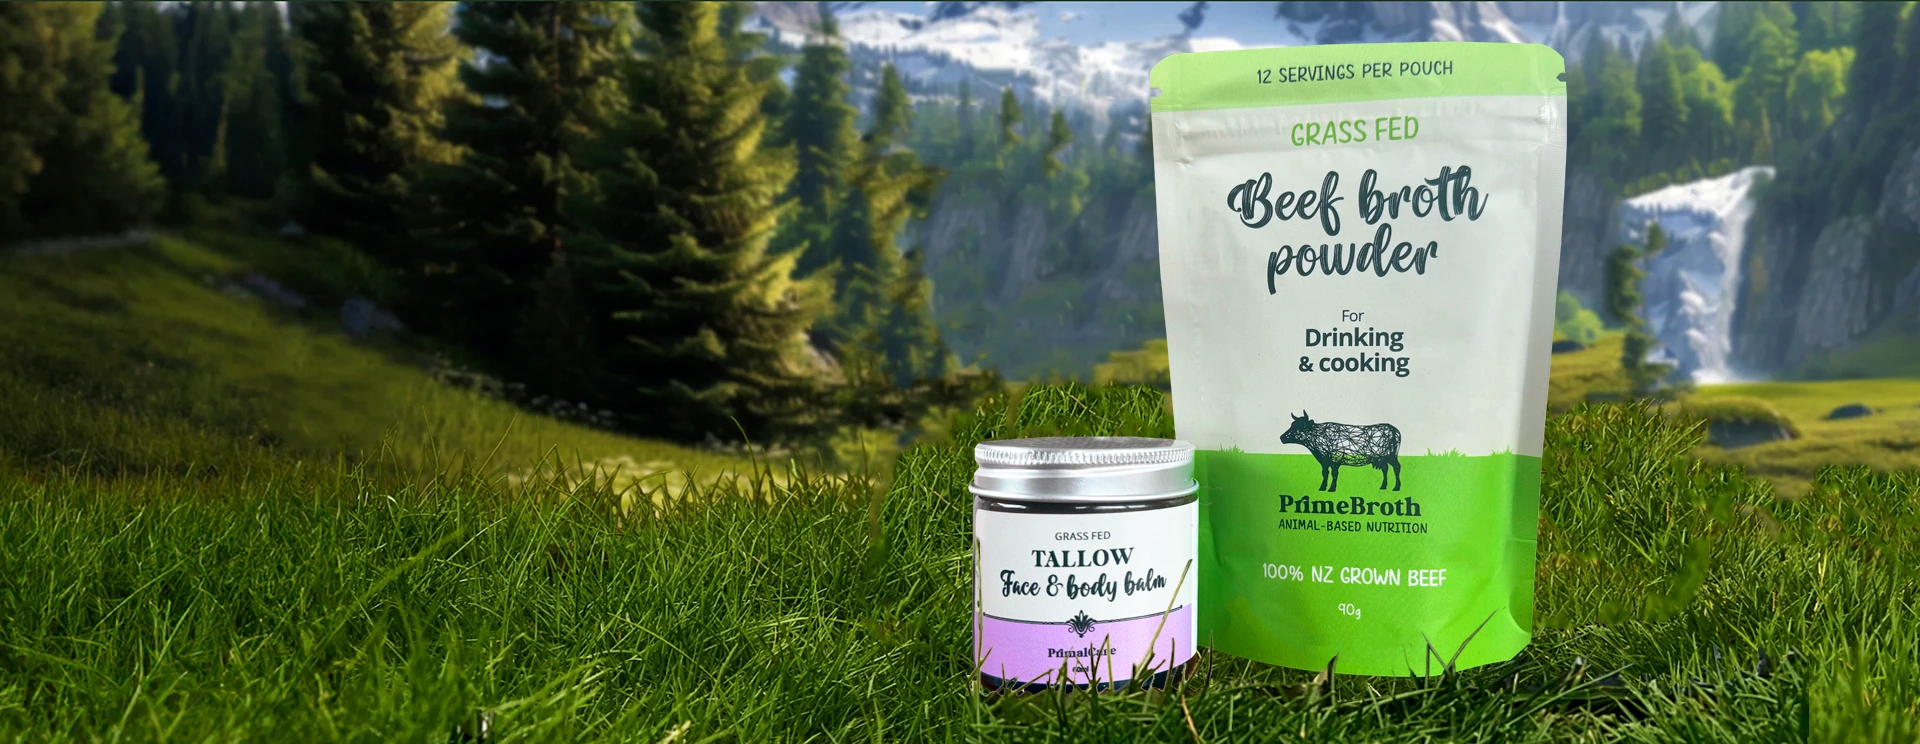 12 SERVINGS PER POUCH
GRASS FED
Beef broth
powder
For
Drinking
& cooking
PrimeBroth
ANIMAL-BASED NUTRITION
100% NZ GROWN BEEF
90g
GRASS FED
TALLOW
Face & body balm
PrimalCare
60ml